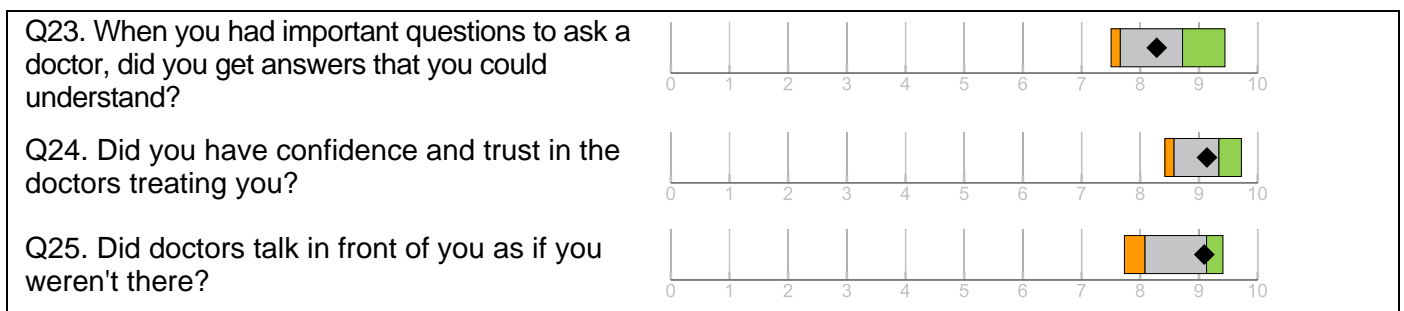 Q23. When you had important questions to ask a
doctor, did you get answers that you could
understand?
0 1 2 3 4 5 6 7 8 9 10
Q24. Did you have confidence and trust in the
doctors treating you?
0 1 2 3 4 5 6 7 8 9 10
Q25. Did doctors talk in front of you as if you
weren't there?
0 1 2 3 4 5 6 7 8 9 10